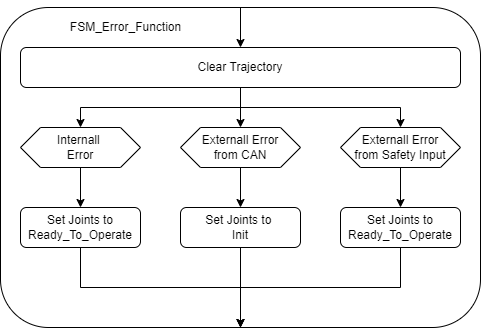 FSM_Error_Function
Clear Trajectory
Internall
Error
Externall Error
from CAN
Externall Error
from Safety Input
Set Joints to
Ready_To_Operate
Set Joints to
Init
Set Joints to
Ready_To_Operate